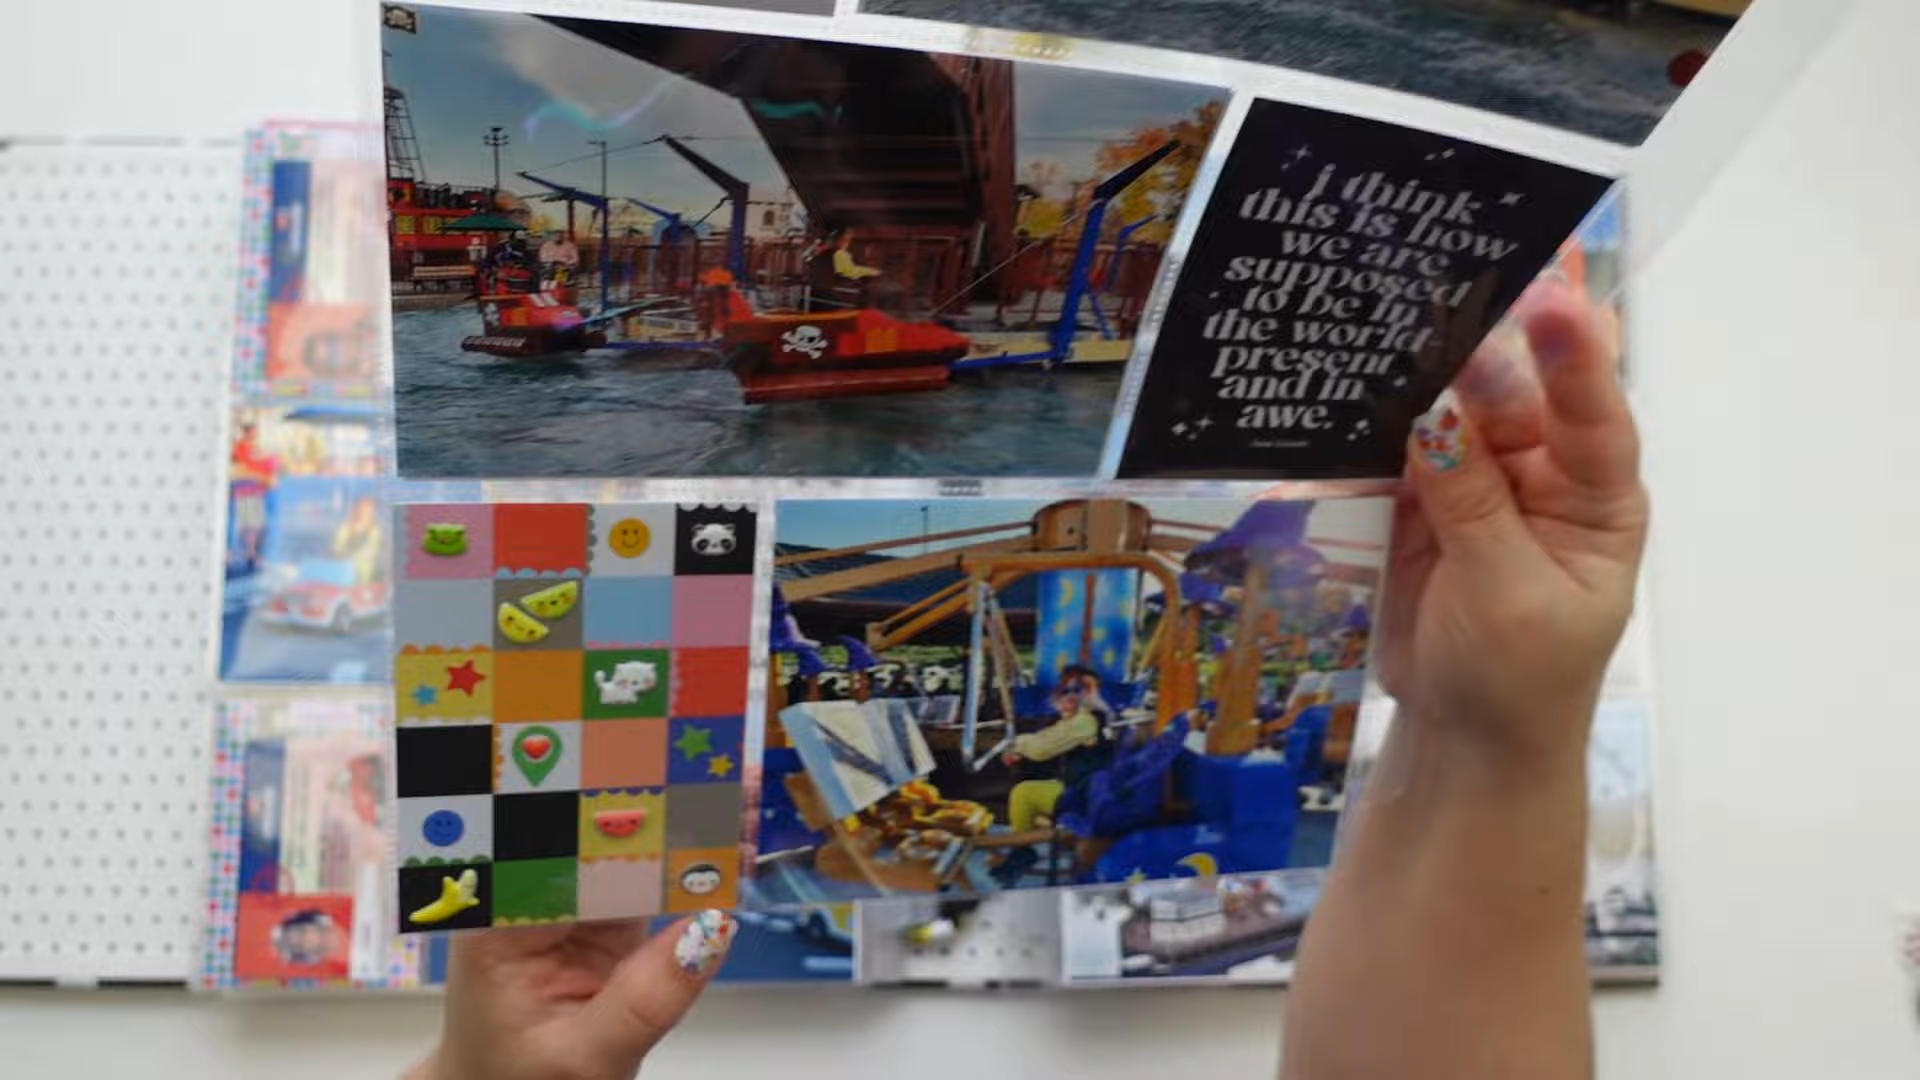 i think
this is how
we are
supposed
to be in
the world-
present
and in
awe.